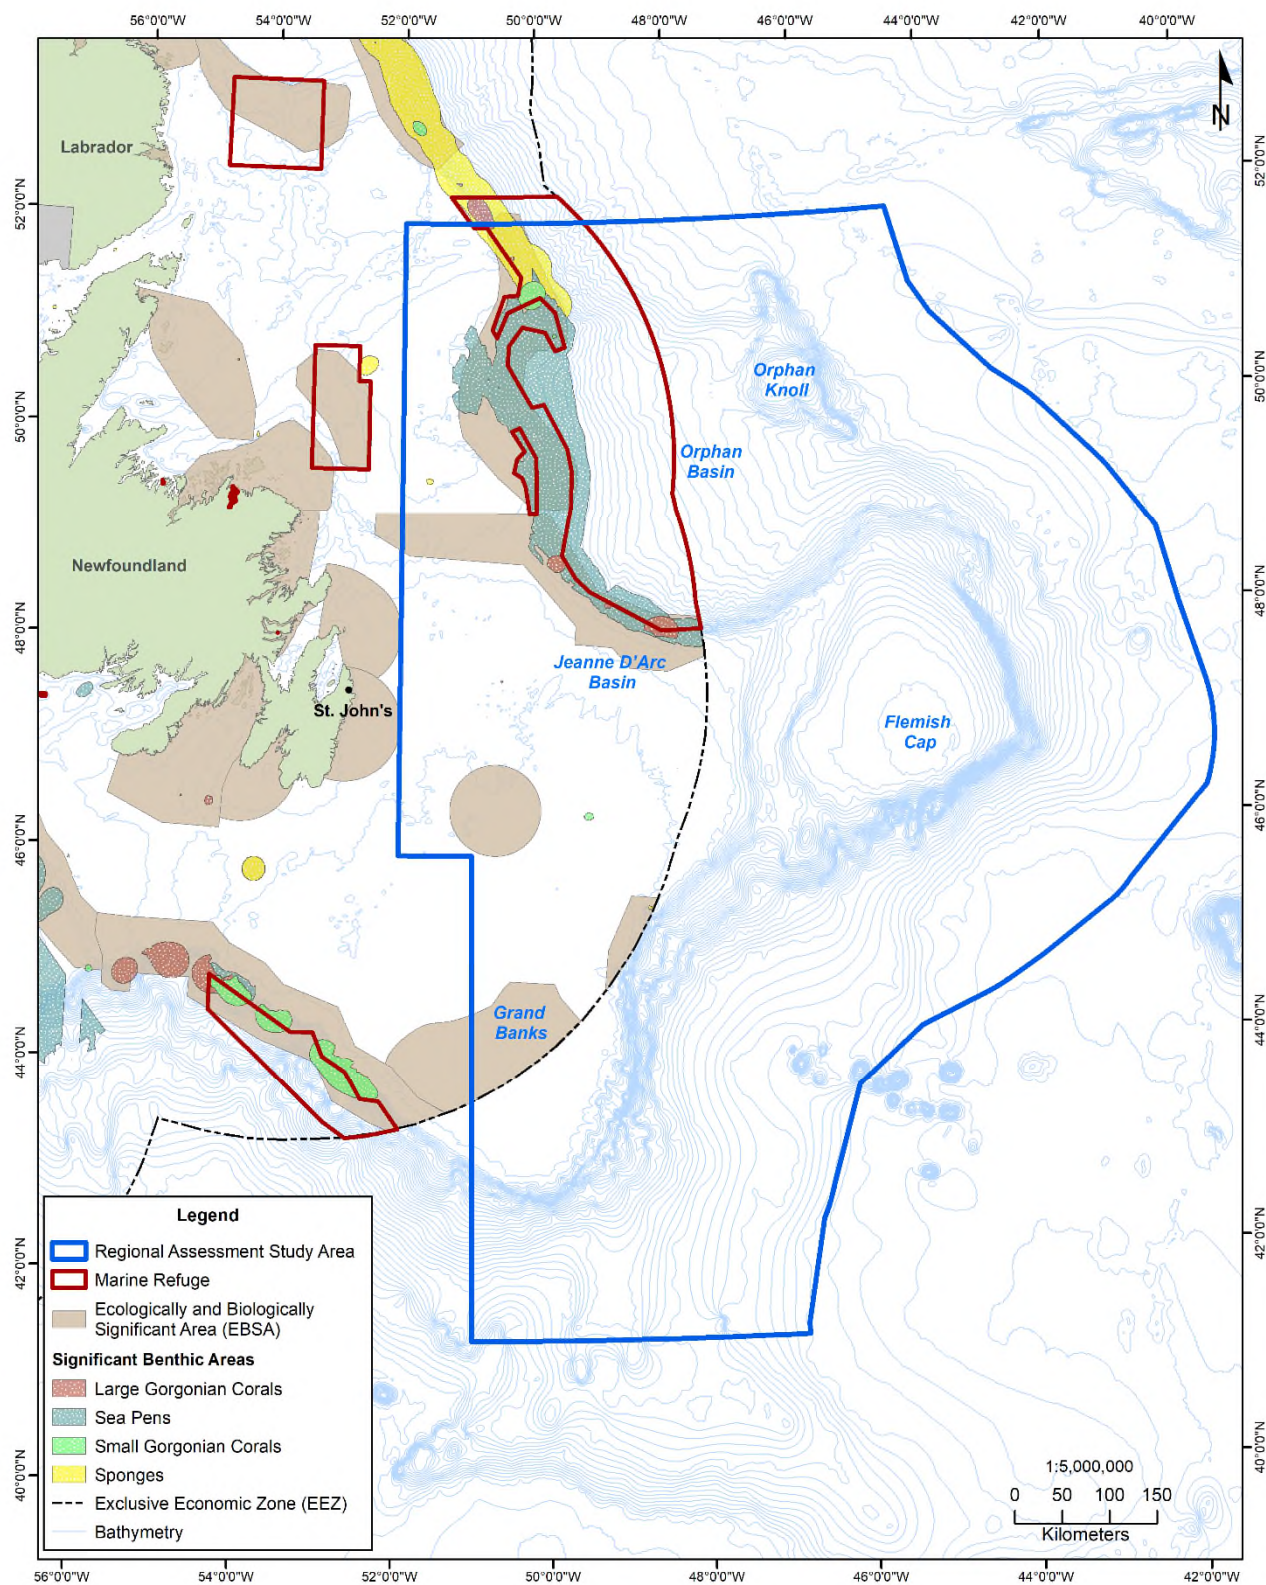 56°0'0"W 54°0'0"W 52°0'0"W 50°0'0"W 48°0'0"W 46°0'0"W 44°0'0"W 42°0'0"W 40°0'0"W
N
Labrador
52°0'0"N
52°0'0"N
Orphan
Knoll
50°0'0"N
50°0'0"N
Orphan
Basin
Newfoundland
48°0'0"N
48°0'0"N
Jeanne D'Arc
Basin
St. John's
Flemish
Cap
46°0'0"N
46°0'0"N
Grand
Banks
44°0'0"N
44°0'0"N
Legend
Regional Assessment Study Area
Marine Refuge
Ecologically and Biologically
Significant Area (EBSA)
Significant Benthic Areas
Large Gorgonian Corals
Sea Pens
Small Gorgonian Corals
Sponges
Exclusive Economic Zone (EEZ)
Bathymetry
42°0'0"N
42°0'0"N
40°0'0"N
40°0'0"N
1:5,000,000
0 50 100 150
Kilometers
56°0'0"W 54°0'0"W 52°0'0"W 50°0'0"W 48°0'0"W 46°0'0"W 44°0'0"W 42°0'0"W